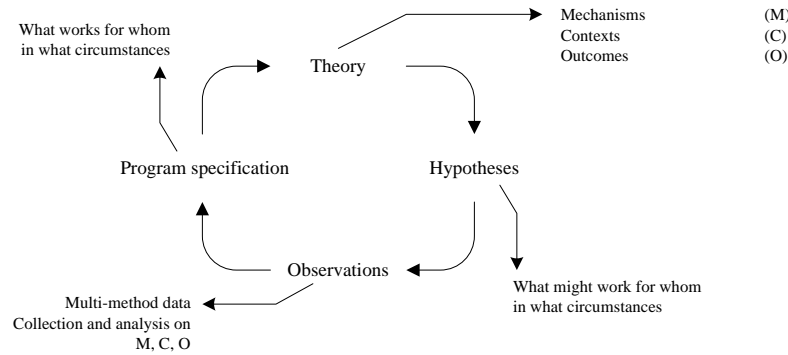 Mechanisms (M)
What works for whom
in what circumstances
Contexts (C)
Outcomes (O)
Theory
Program specification
Hypotheses
Observations
What might work for whom
in what circumstances
Multi-method data
Collection and analysis on
M, C, O